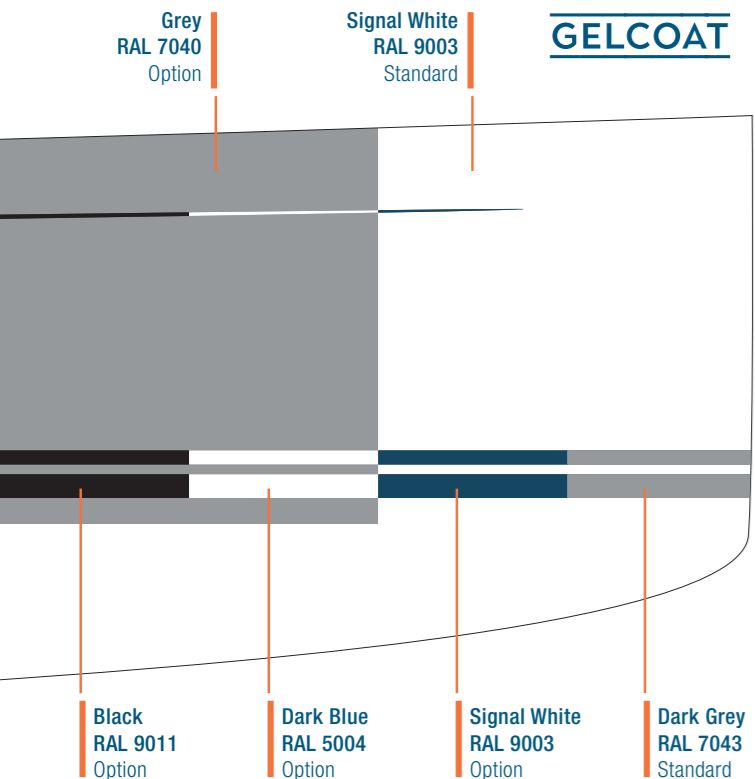 Grey
RAL 7040
Option
Signal White
RAL 9003
Standard
GELCOAT
Black
RAL 9011
Option
Dark Blue
RAL 5004
Option
Signal White
RAL 9003
Option
Dark Grey
RAL 7043
Standard